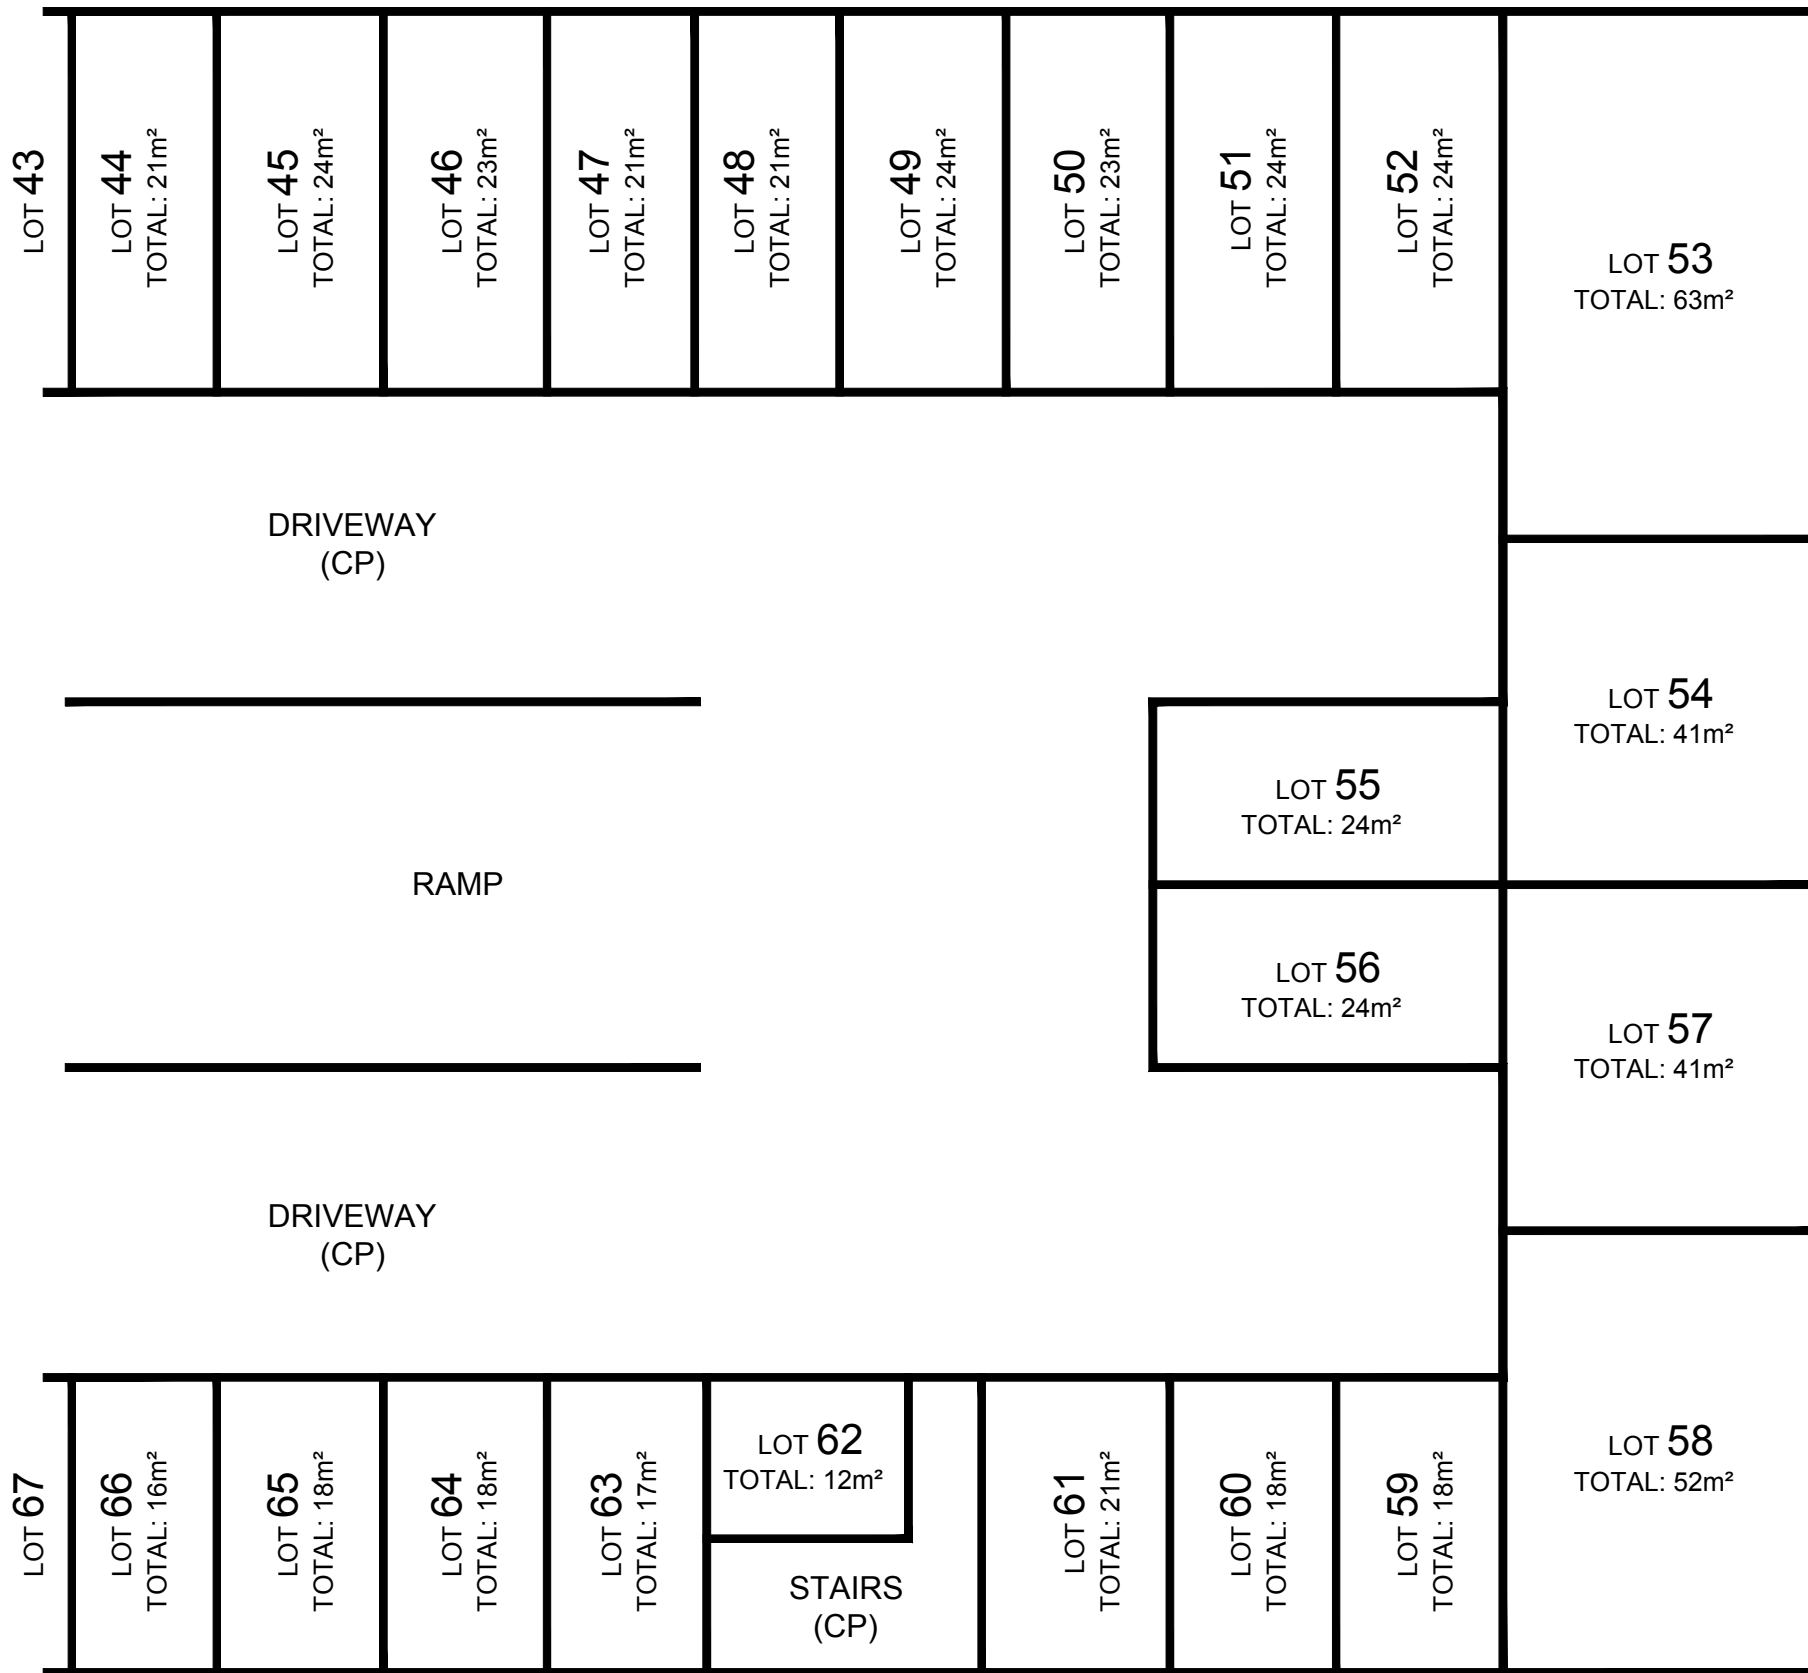 LOT 43
LOT 44
TOTAL: 21m²
LOT 45
TOTAL: 24m²
LOT 46
TOTAL: 23m²
LOT 47
TOTAL: 21m²
LOT 48
TOTAL: 21m²
LOT 49
TOTAL: 24m²
LOT 50
TOTAL: 23m²
LOT 51
TOTAL: 24m²
LOT 52
TOTAL: 24m²
LOT 53
TOTAL: 63m²
DRIVEWAY
(CP)
LOT 54
TOTAL: 41m²
LOT 55
TOTAL: 24m²
RAMP
LOT 56
TOTAL: 24m²
LOT 57
TOTAL: 41m²
DRIVEWAY
(CP)
LOT 67
LOT 66
TOTAL: 16m²
LOT 65
TOTAL: 18m²
LOT 64
TOTAL: 18m²
LOT 63
TOTAL: 17m²
LOT 62
TOTAL: 12m²
STAIRS
(CP)
LOT 61
TOTAL: 21m²
LOT 60
TOTAL: 18m²
LOT 59
TOTAL: 18m²
LOT 58
TOTAL: 52m²